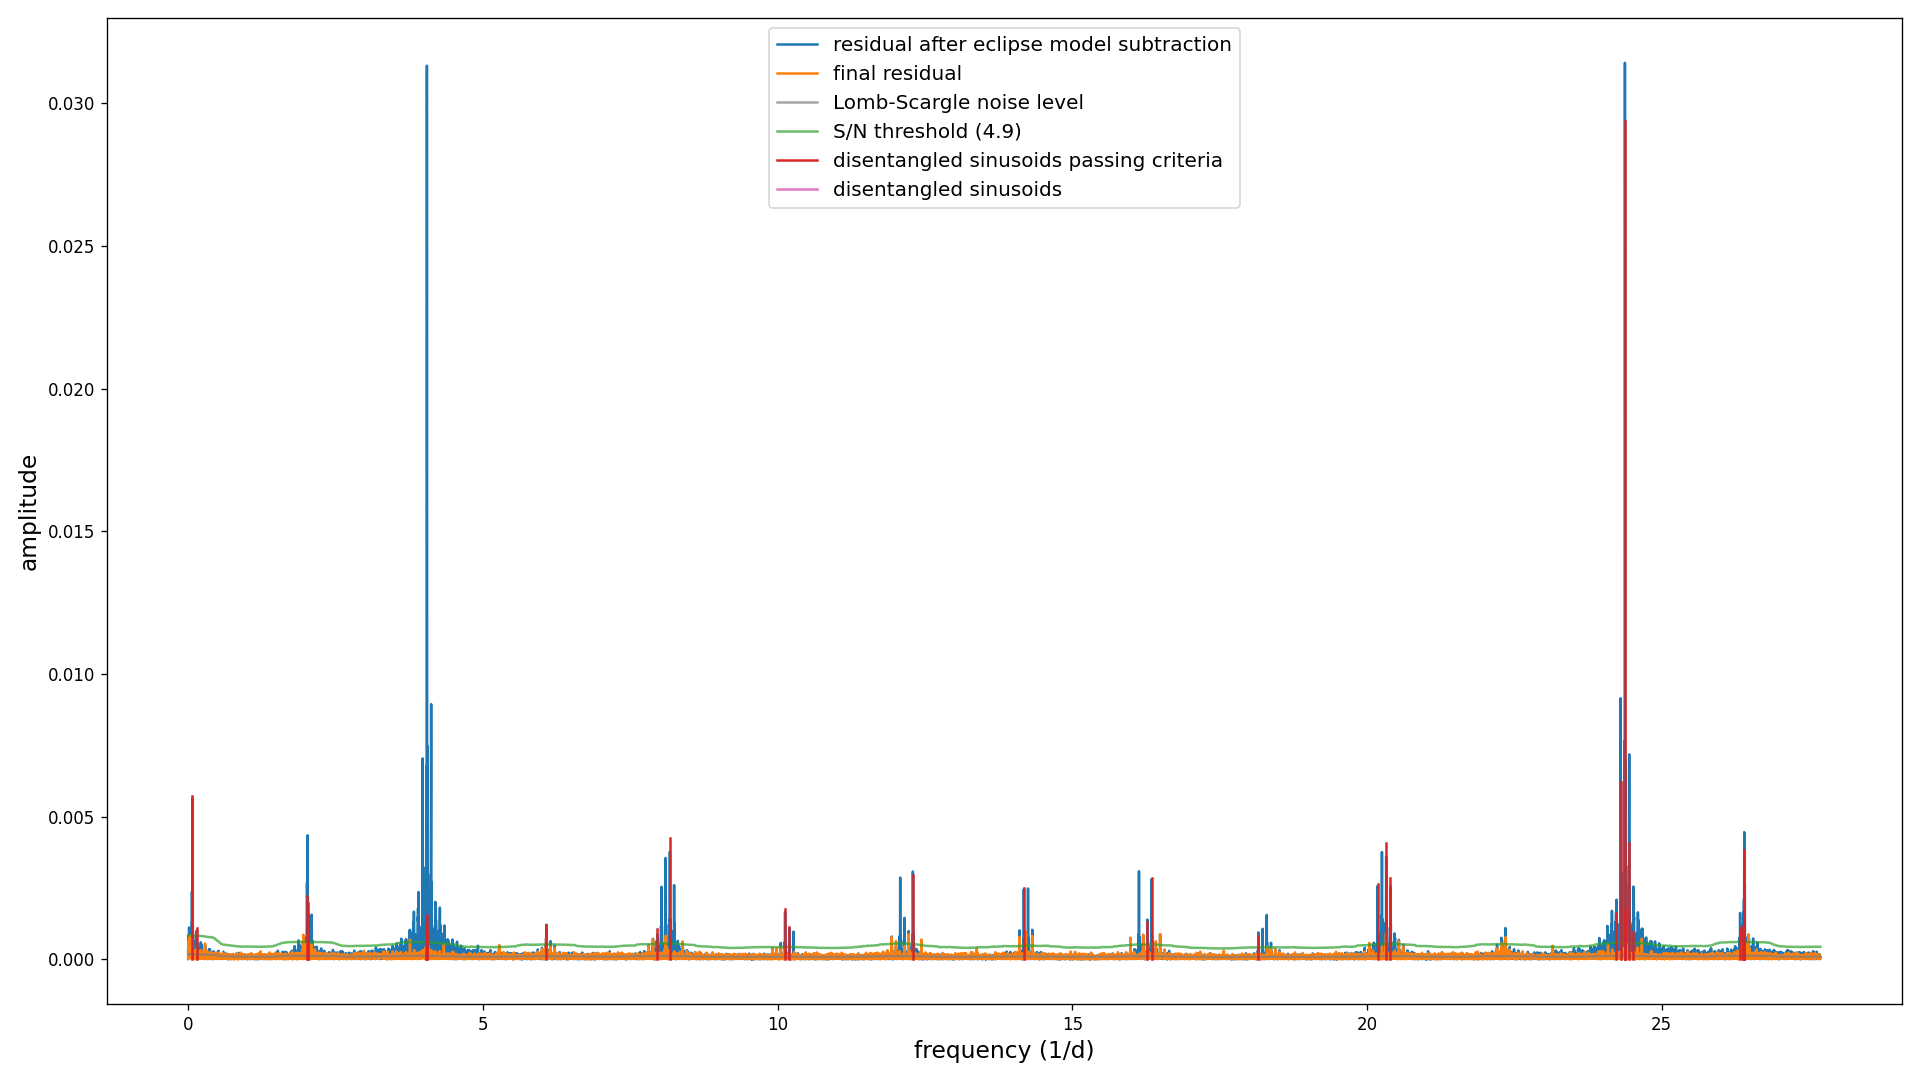 residual after eclipse model subtraction
final residual
Lomb-Scargle noise level
S/N threshold (4.9)
disentangled sinusoids passing criteria
disentangled sinusoids
0.030
0.025
0.020
0.015
0.010
0.005
0.000
amplitude
0 5 10 15 20 25
frequency (1/d)